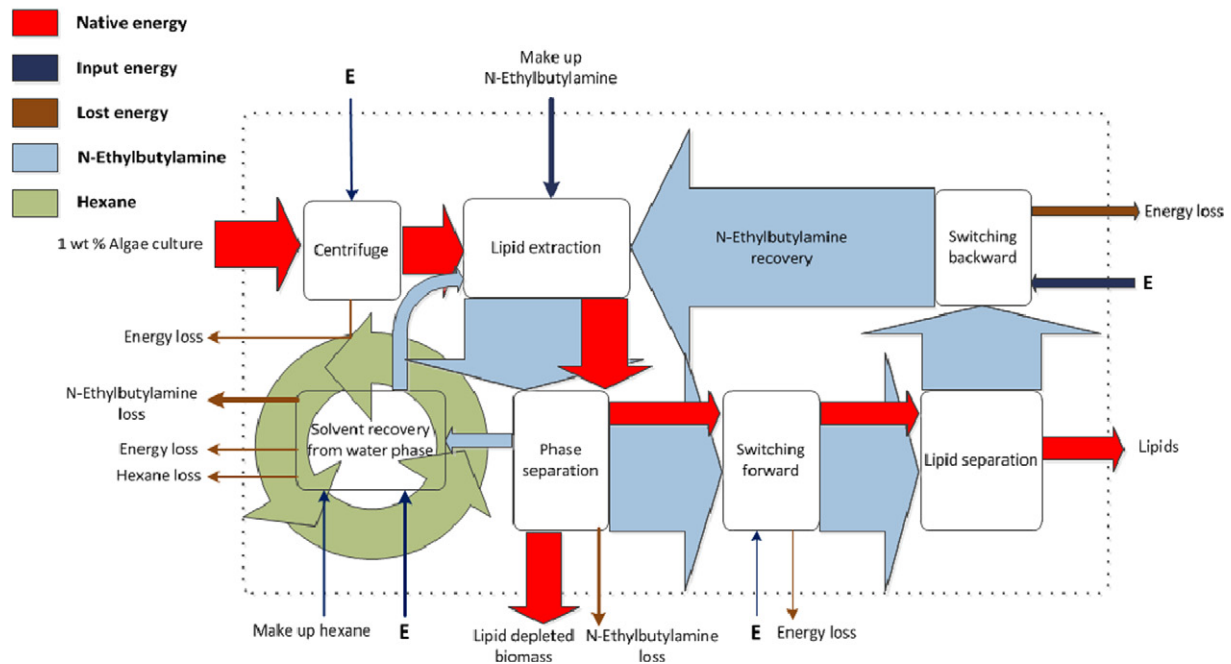 Native energy
Input energy
Lost energy
N-Ethylbutylamine
Hexane
E
Make up
N-Ethylbutylamine
1 wt % Algae culture
Centrifuge
Lipid extraction
N-Ethylbutylamine
recovery
Switching
backward
Energy loss
E
Energy loss
N-Ethylbutylamine
loss
Energy loss
Hexane loss
Solvent recovery
from water phase
Phase
separation
Switching
forward
Lipid separation
Lipids
Make up hexane
E
Lipid depleted
biomass
N-Ethylbutylamine
loss
E
Energy loss